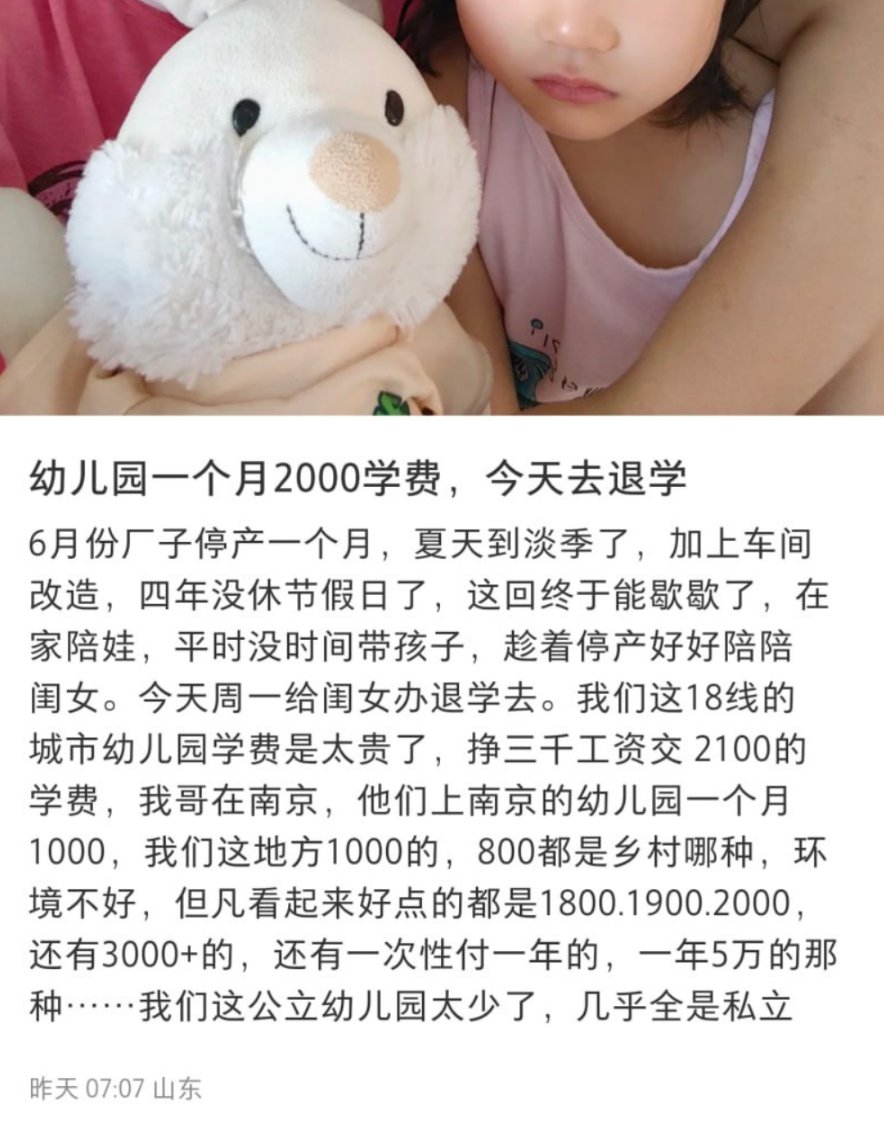 幼儿园一个月2000学费，今天去退学
6月份厂子停产一个月，夏天到淡季了，加上车间
改造，四年没休节假日了，这回终于能歇歇了，在
家陪娃，平时没时间带孩子，趁着停产好好陪陪
闺女。今天周一给闺女办退学去。我们这18线的
城市幼儿园学费是太贵了，挣三千工资交 2100的
学费，我哥在南京，他们上南京的幼儿园一个月
1000，我们这地方1000的，800都是乡村哪种，环
境不好，但凡看起来好点的都是1800.1900.2000，
还有3000+的，还有一次性付一年的，一年5万的那
种……我们这公立幼儿园太少了，几乎全是私立
昨天 07:07 山东